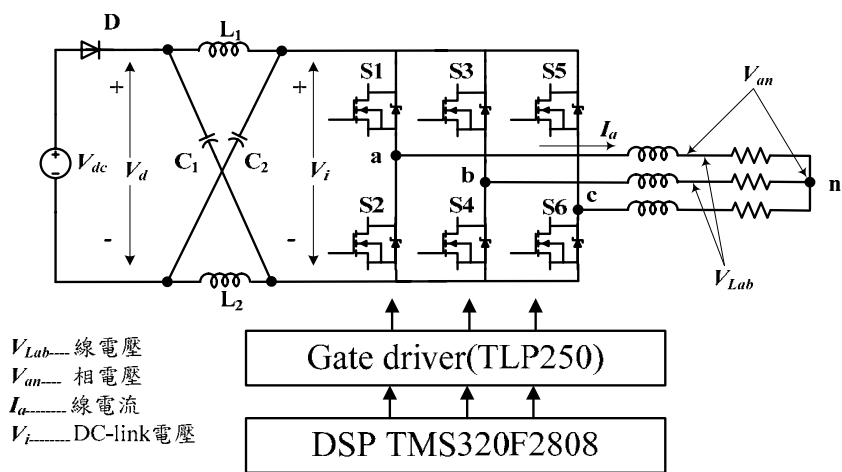 D
L1
+
+
S1
S3
S5
Van
Ia
Vdc
Vd
C1
C2
Vi
a
b
c
n
S2
S4
S6
-
-
L2
VLab
VLab----線電壓
Van---- 相電壓
Ia--------線電流
Vi--------DC-link電壓
Gate driver(TLP250)
DSP TMS320F2808